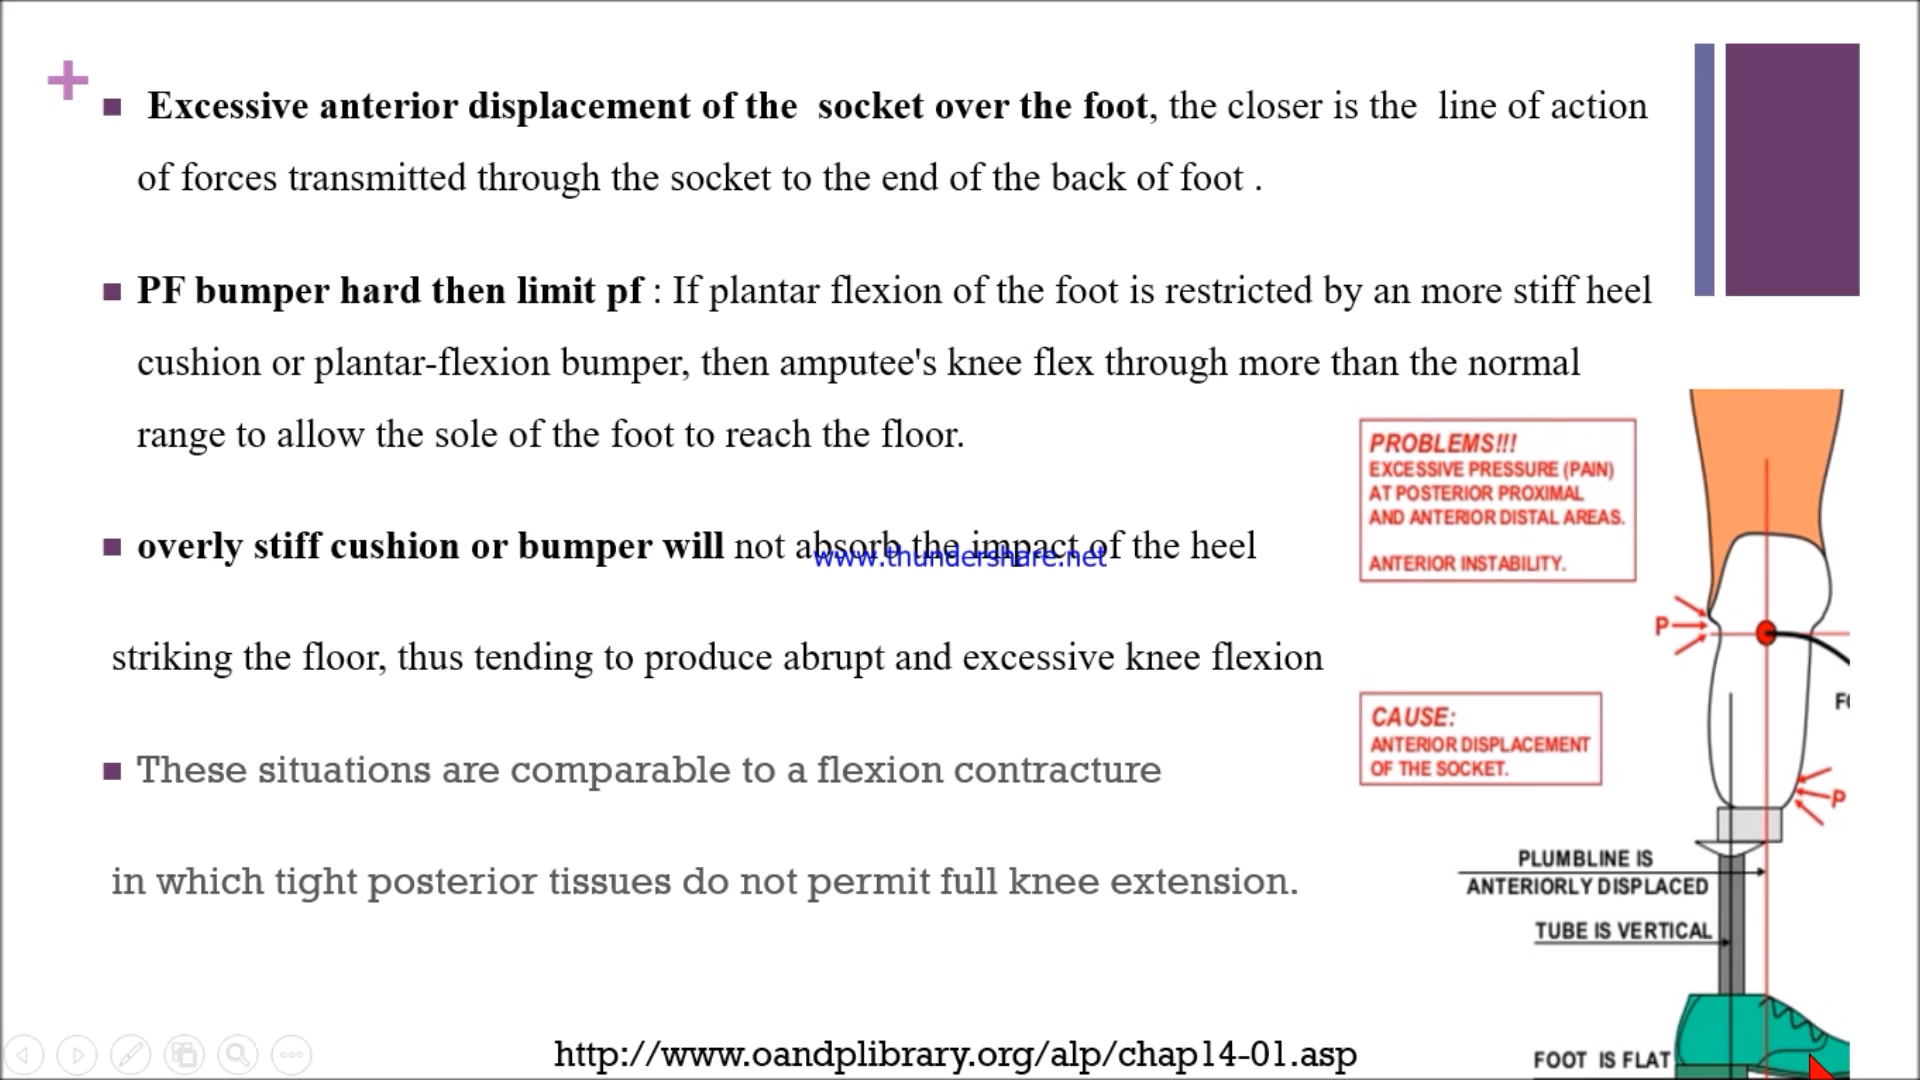 Excessive anterior displacement of the socket over the foot, the closer is the line of action
of forces transmitted through the socket to the end of the back of foot .
PF bumper hard then limit pf : If plantar flexion of the foot is restricted by an more stiff heel
cushion or plantar-flexion bumper, then amputee's knee flex through more than the normal
range to allow the sole of the foot to reach the floor.
overly stiff cushion or bumper will not absorb the impact of the heel
www.thundershare.net
striking the floor, thus tending to produce abrupt and excessive knee flexion
These situations are comparable to a flexion contracture
in which tight posterior tissues do not permit full knee extension.
PROBLEMS!!!
EXCESSIVE PRESSURE (PAIN)
AT POSTERIOR PROXIMAL
AND ANTERIOR DISTAL AREAS.
ANTERIOR INSTABILITY.
P
CAUSE:
ANTERIOR DISPLACEMENT
OF THE SOCKET.
P
PLUMBLINE IS
ANTERIORLY DISPLACED
TUBE IS VERTICAL
FOOT IS FLAT
http://www.oandplibrary.org/alp/chap14-01.asp